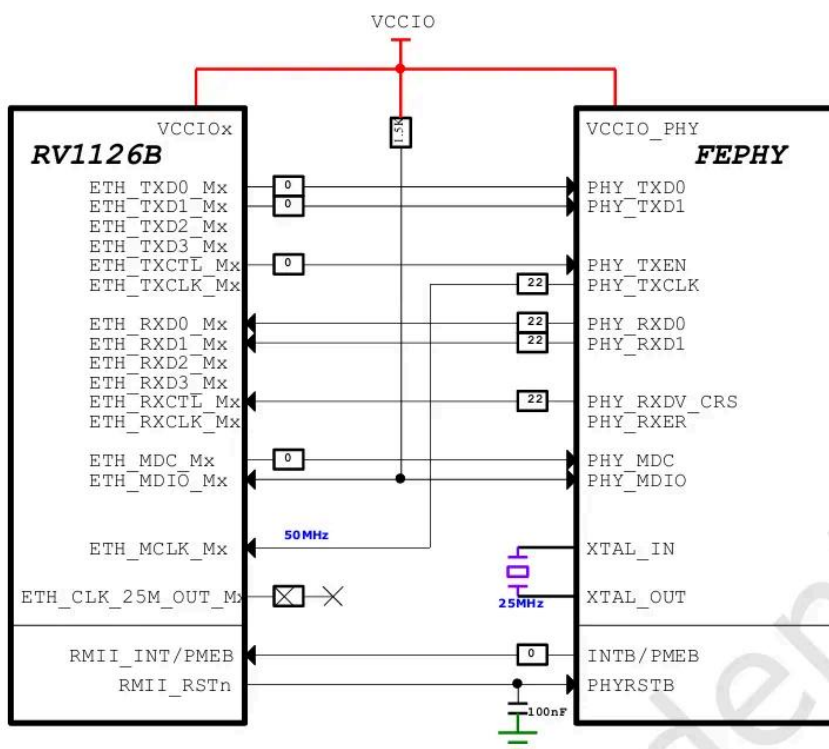 VCCIO
VCCIOx
RV1126B
ETH_TXD0_Mx
ETH_TXD1_Mx
ETH_TXD2_Mx
ETH_TXD3_Mx
ETH_TXCTL_Mx
ETH_TXCLK_Mx
ETH_RXD0_Mx
ETH_RXD1_Mx
ETH_RXD2_Mx
ETH_RXD3_Mx
ETH_RXCTL_Mx
ETH_RXCLK_Mx
ETH_MDC_Mx
ETH_MDIO_Mx
ETH_MCLK_Mx
ETH_CLK_25M_OUT_Mx
RMII_INT/PMEB
RMII_RSTn
1.5K
0
0
0
22
22
22
22
0
50MHz
25MHz
0
100nF
VCCIO_PHY
FEPHY
PHY_TXD0
PHY_TXD1
PHY_TXEN
PHY_TXCLK
PHY_RXD0
PHY_RXD1
PHY_RXDV_CRS
PHY_RXER
PHY_MDC
PHY_MDIO
XTAL_IN
XTAL_OUT
INTB/PMEB
PHYRSTB